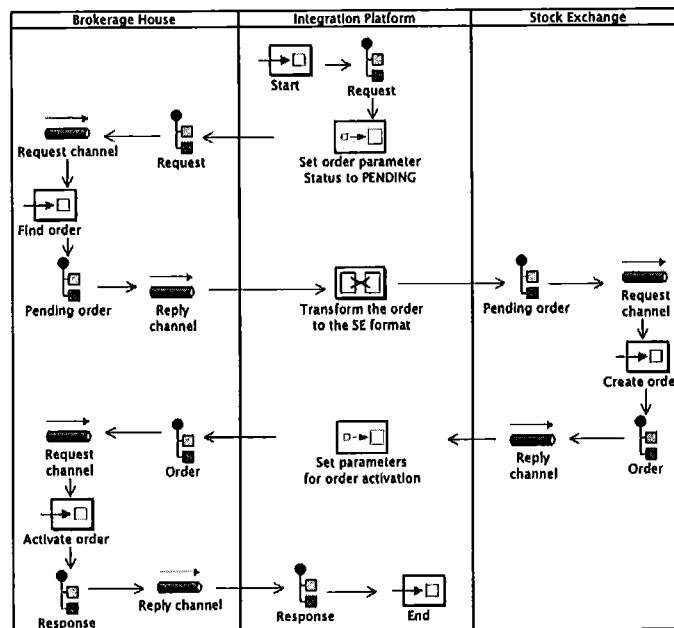 Brokerage House
Integration Platform
Stock Exchange
Start
Request
Request channel
Request
Set order parameter
Status to PENDING
Find order
Pending order
Reply
channel
Transform the order
to the SE format
Pending order
Request
channel
Create order
Request
channel
Order
Set parameters
for order activation
Reply
channel
Order
Activate order
Response
Reply channel
Response
End